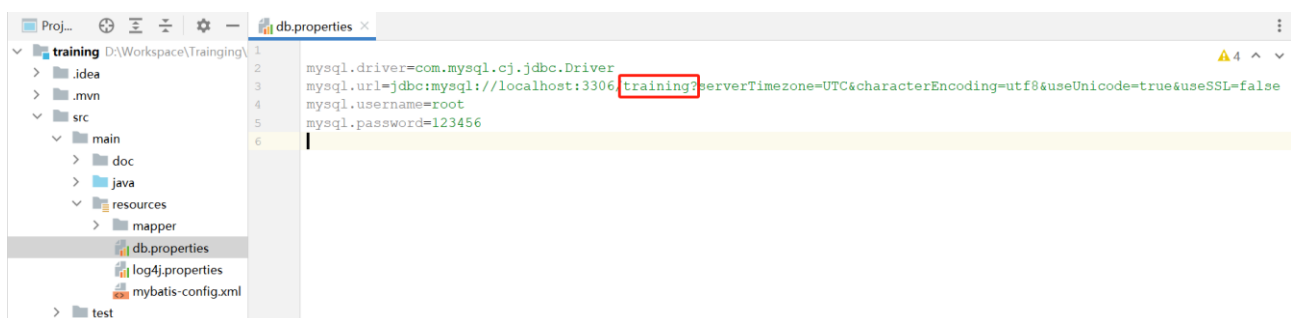 Proj...
db.properties
training D:\Workspace\Trainging\
.idea
.mvn
src
main
doc
java
resources
mapper
db.properties
log4j.properties
mybatis-config.xml
test
1
2 mysql.driver=com.mysql.cj.jdbc.Driver
3 mysql.url=jdbc:mysql://localhost:3306/training?serverTimezone=UTC&characterEncoding=utf8&useUnicode=true&useSSL=false
4 mysql.username=root
5 mysql.password=123456
6
4